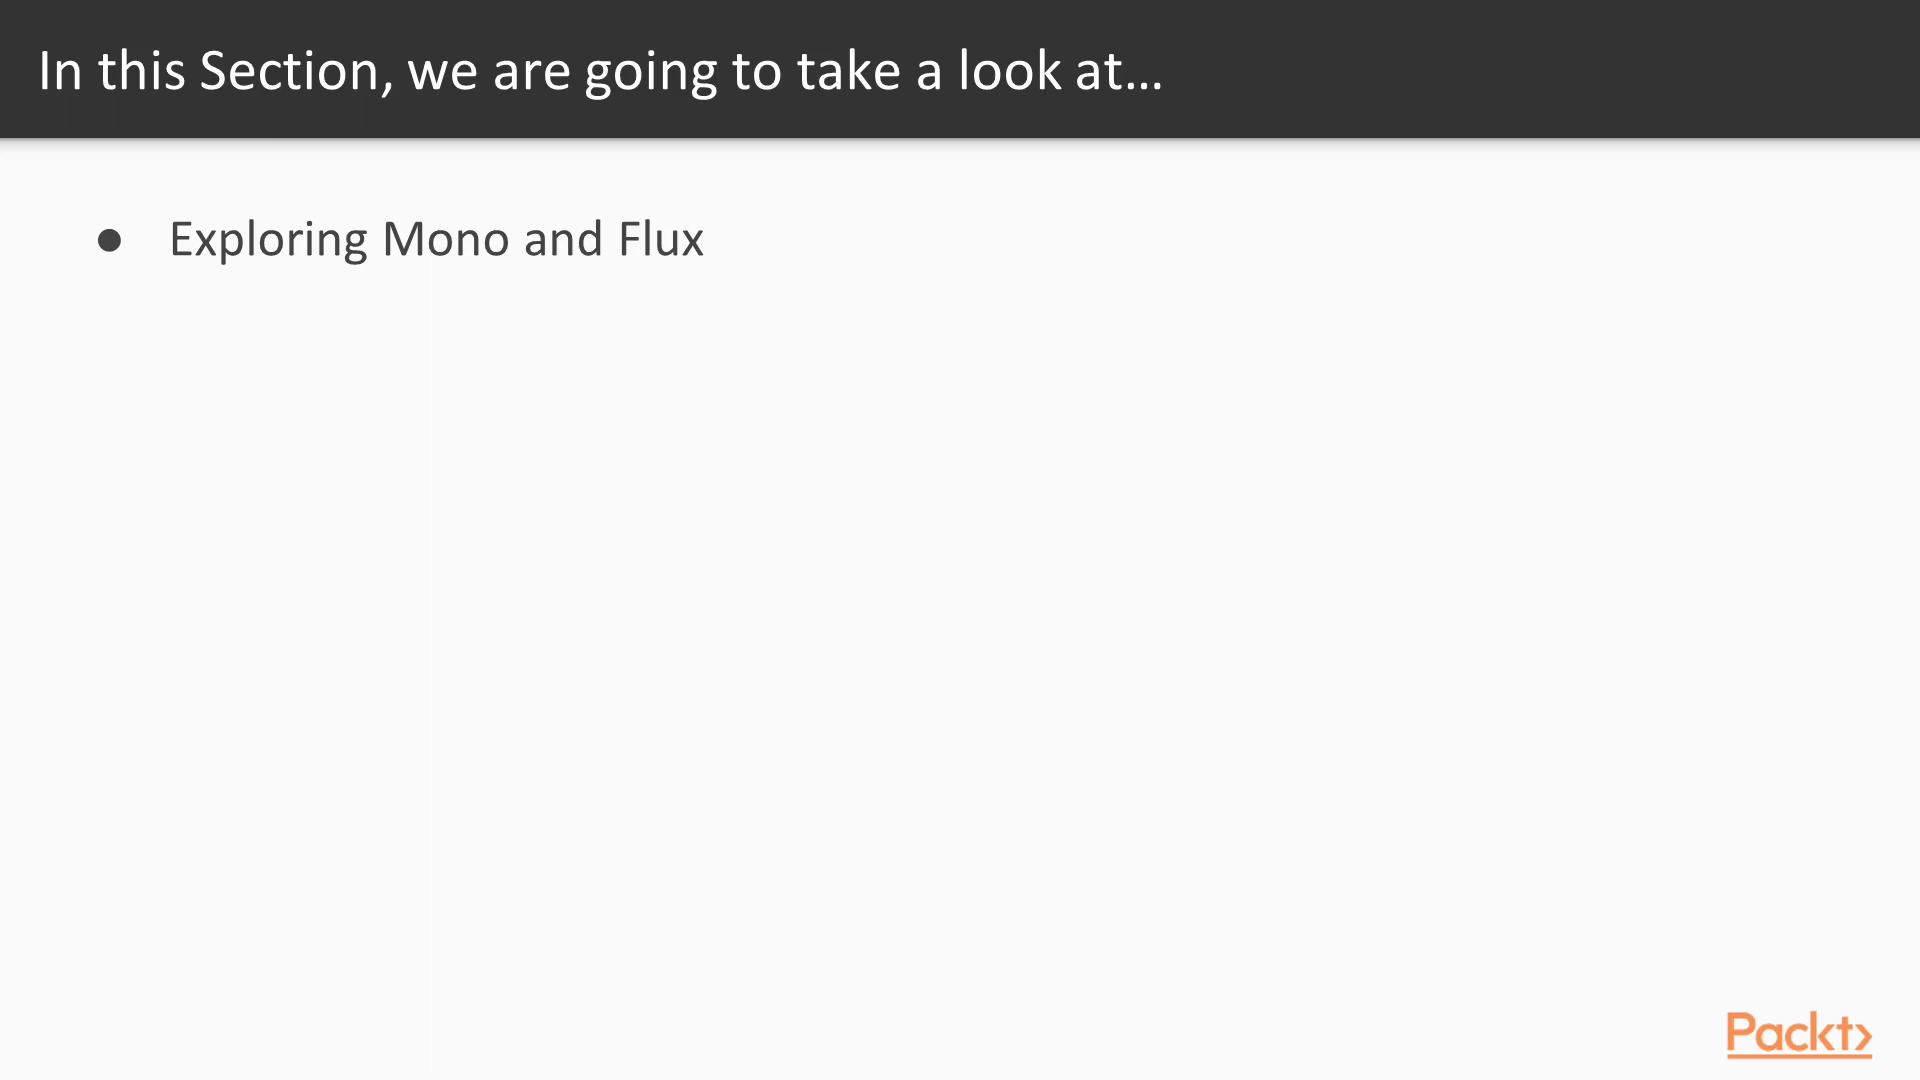 In this Section, we are going to take a look at...
● Exploring Mono and Flux
Packt>